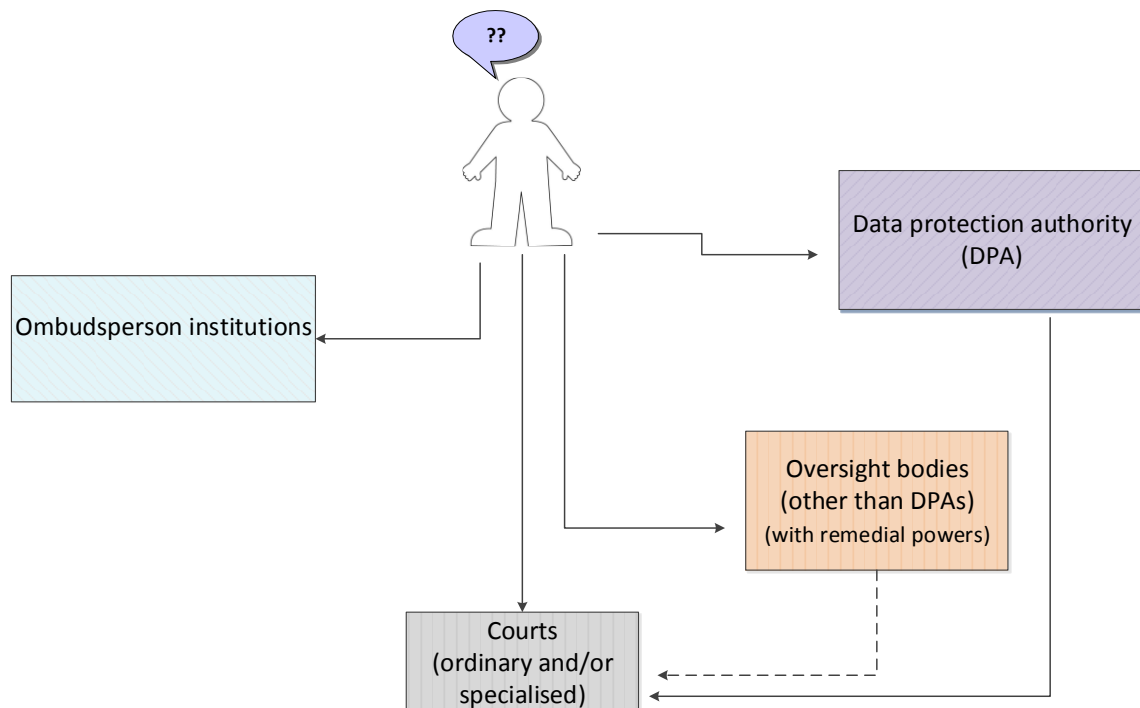 ??
Data protection authority
(DPA)
Ombudsperson institutions
Oversight bodies
(other than DPAs)
(with remedial powers)
Courts
(ordinary and/or
specialised)